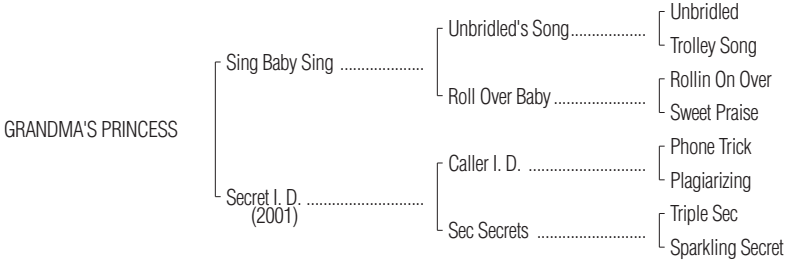 Unbridled
Unbridled's Song..................
Trolley Song
Sing Baby Sing ....................
Rollin On Over
Roll Over Baby ......................
Sweet Praise
GRANDMA'S PRINCESS
Phone Trick
Caller I. D. ............................
Plagiarizing
Secret I. D. ............................
(2001)
Triple Sec
Sec Secrets ..........................
Sparkling Secret